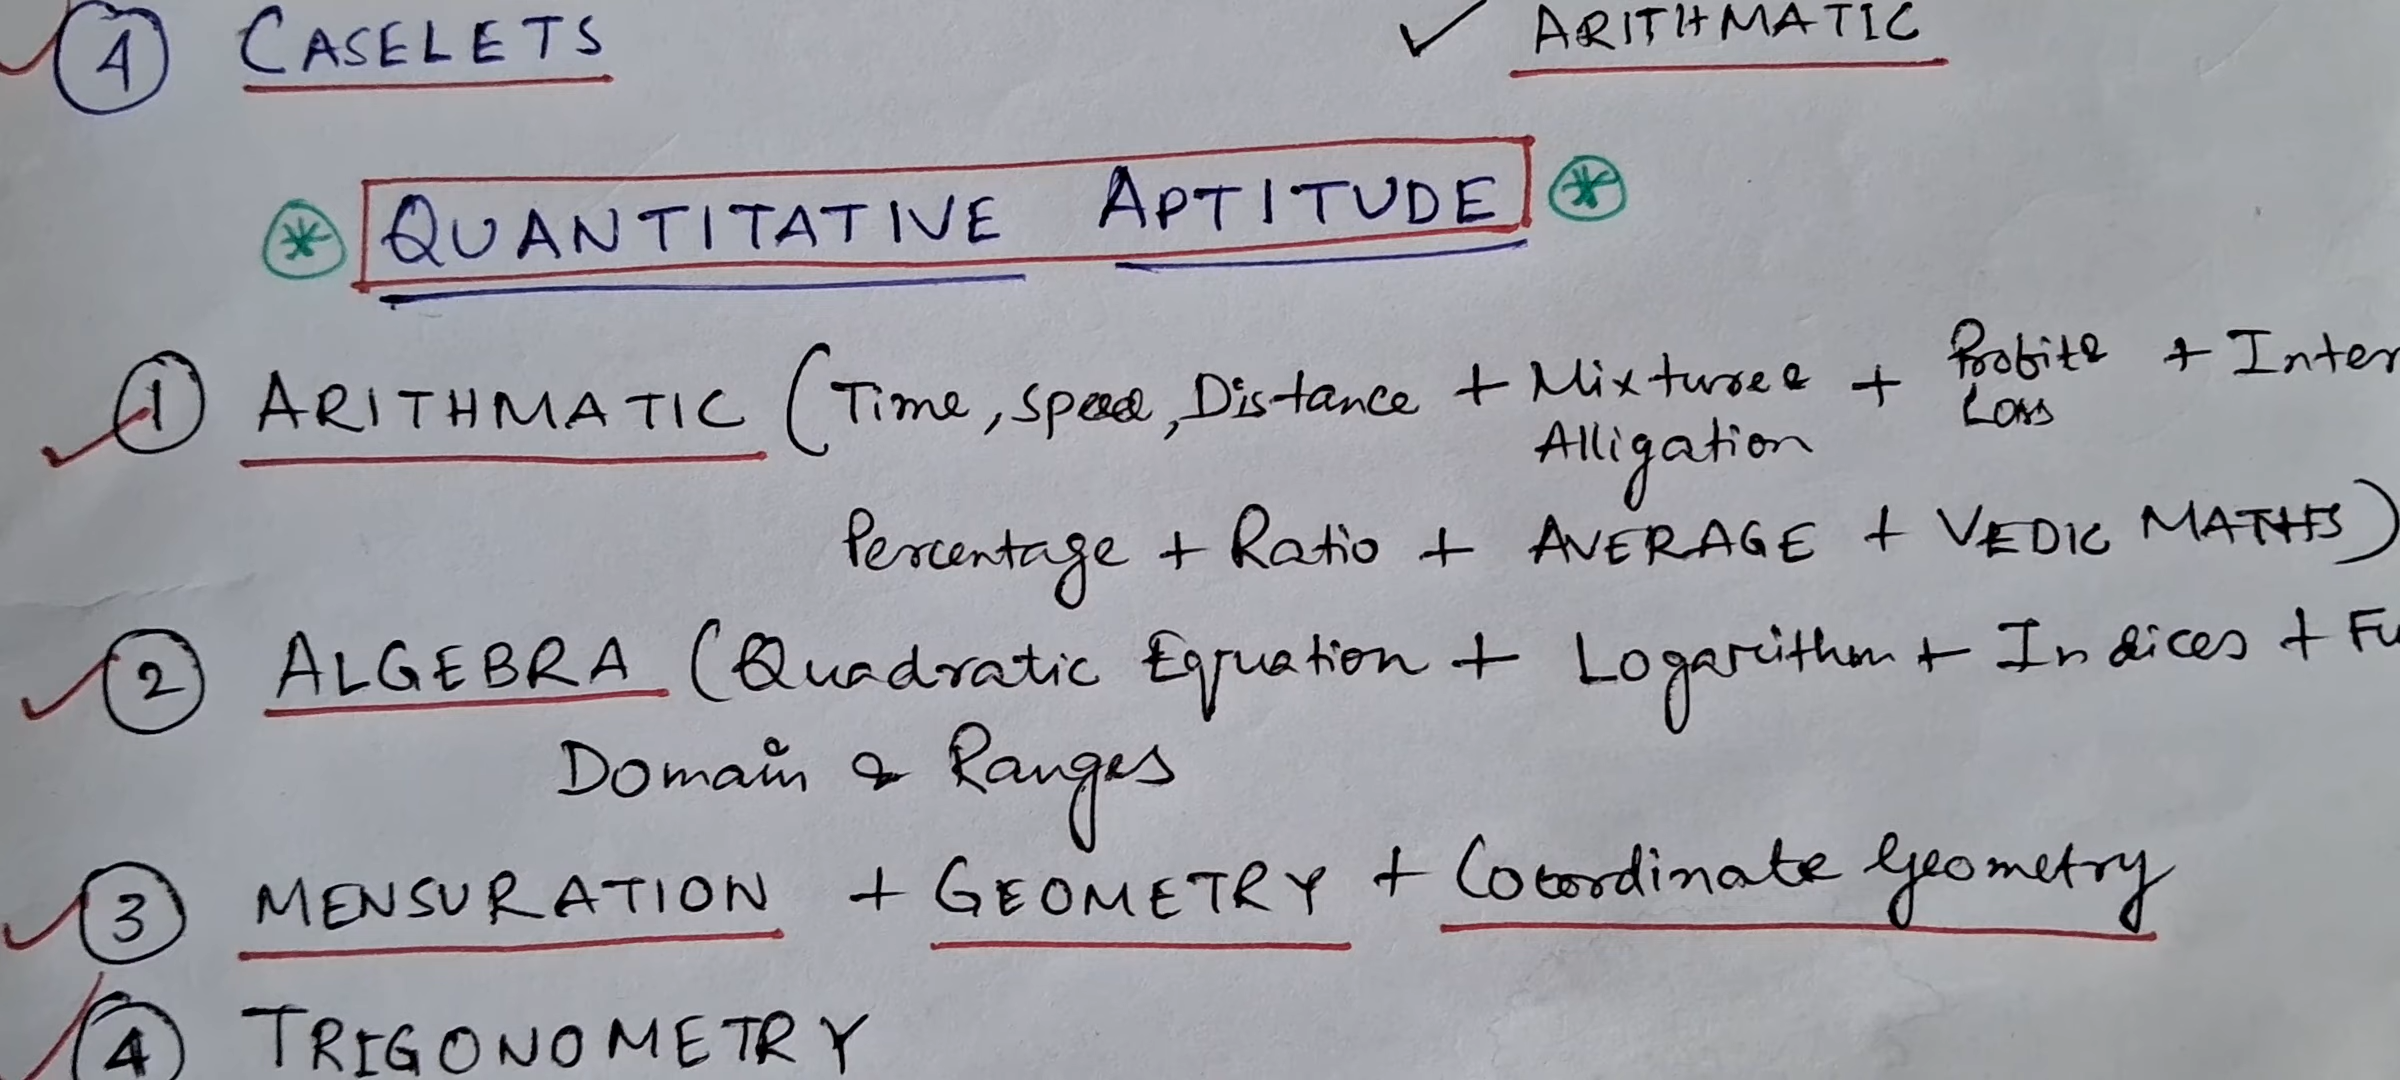 4 CASELETS ✓ ARITHMATIC
* QUANTITATIVE APTITUDE *
1 ARITHMATIC (Time, Speed, Distance + Mixture & + Profit & + Inter
Alligation Loss
Percentage + Ratio + AVERAGE + VEDIC MATHS)
2 ALGEBRA (Quadratic Equation + Logarithm + Indices + Fu
Domain & Ranges
3 MENSURATION + GEOMETRY + Coordinate Geometry
4 TRIGONOMETRY